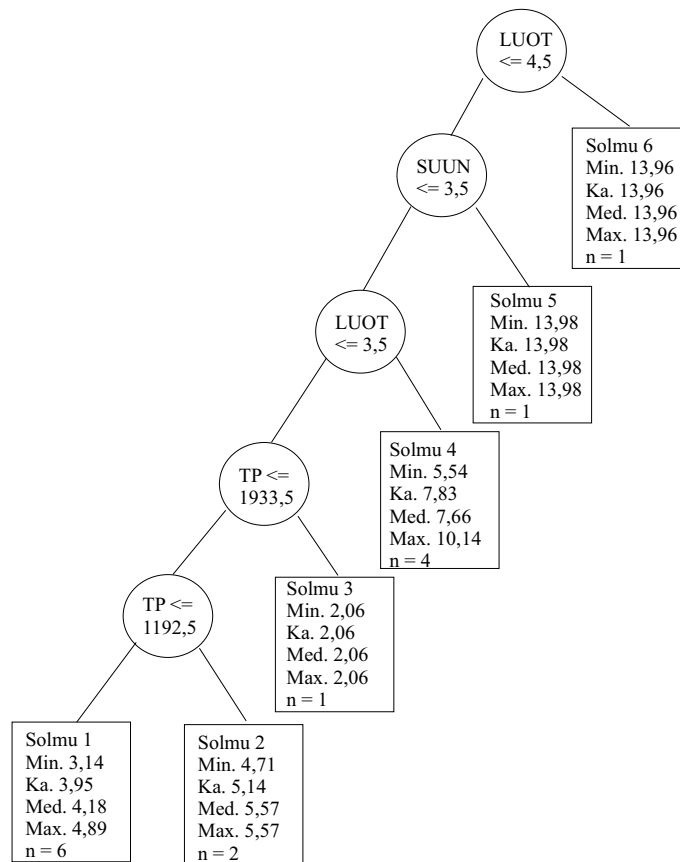 LUOT
<= 4,5
Solmu 6
Min. 13,96
Ka. 13,96
Med. 13,96
Max. 13,96
n = 1
SUUN
<= 3,5
Solmu 5
Min. 13,98
Ka. 13,98
Med. 13,98
Max. 13,98
n = 1
LUOT
<= 3,5
Solmu 4
Min. 5,54
Ka. 7,83
Med. 7,66
Max. 10,14
n = 4
TP <=
1933,5
Solmu 3
Min. 2,06
Ka. 2,06
Med. 2,06
Max. 2,06
n = 1
TP <=
1192,5
Solmu 1
Min. 3,14
Ka. 3,95
Med. 4,18
Max. 4,89
n = 6
Solmu 2
Min. 4,71
Ka. 5,14
Med. 5,57
Max. 5,57
n = 2